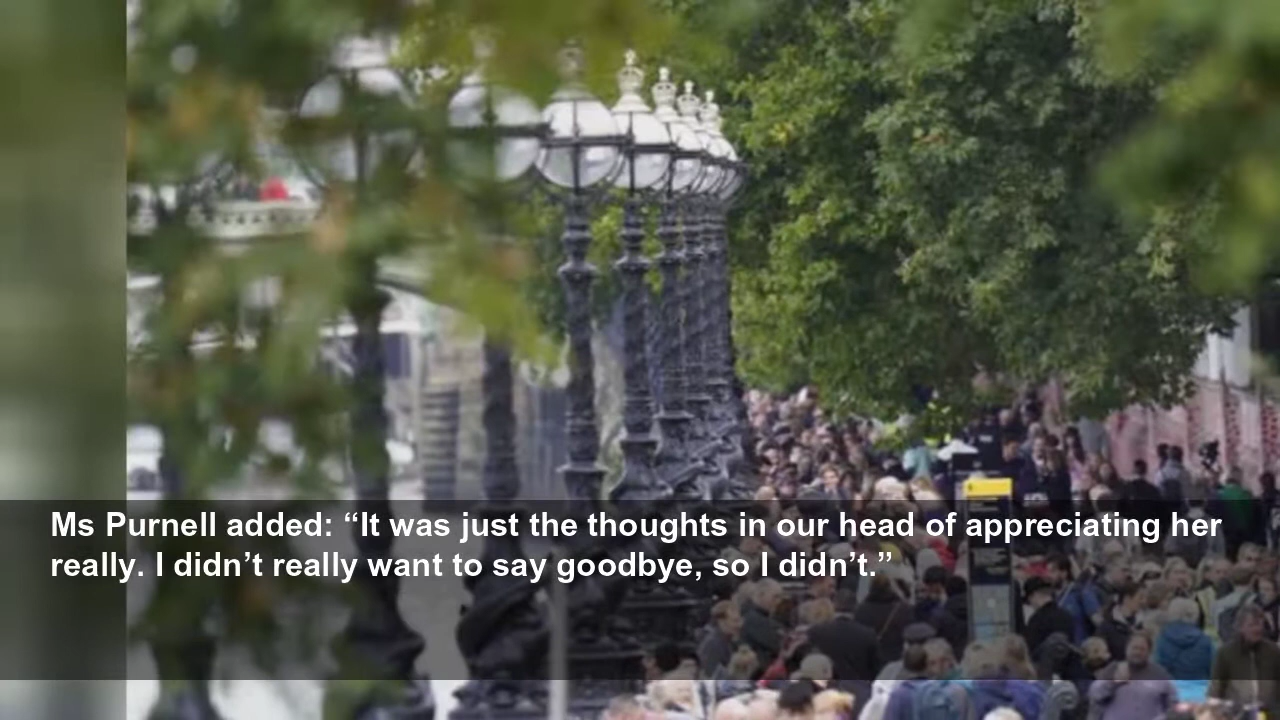 Ms Purnell added: “It was just the thoughts in our head of appreciating her
really. I didn’t really want to say goodbye, so I didn’t.”